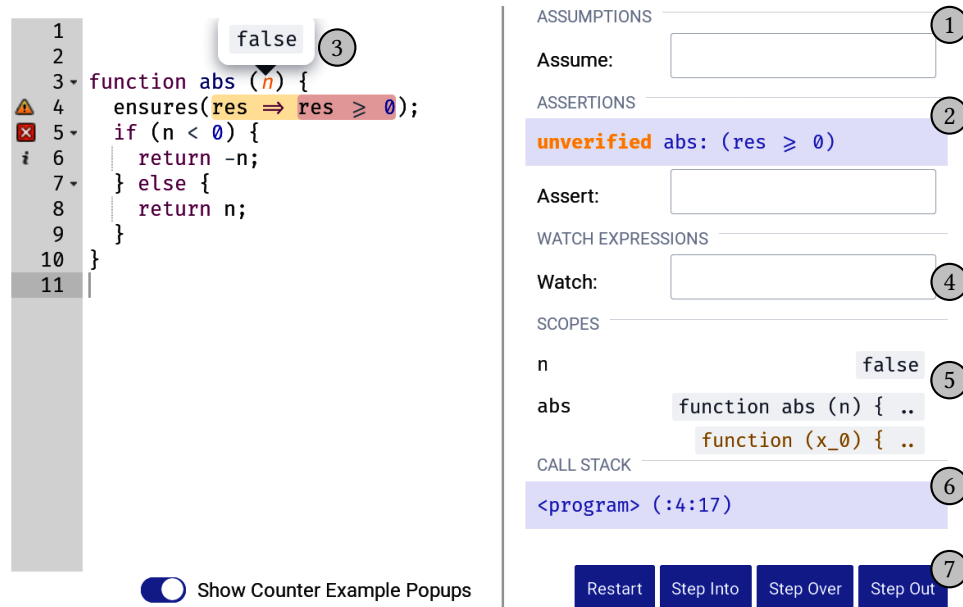 1
2
false 3
3 function abs (n) {
4 ensures(res ⇒ res ⩾ 0);
5 if (n < 0) {
i 6 return -n;
7 } else {
8 return n;
9 }
10 }
11
Show Counter Example Popups
ASSUMPTIONS 1
Assume:
ASSERTIONS 2
unverified abs: (res ⩾ 0)
Assert:
WATCH EXPRESSIONS
Watch: 4
SCOPES
n false 5
abs function abs (n) { ..
function (x_0) { ..
CALL STACK 6
<program> (:4:17)
7
Restart Step Into Step Over Step Out